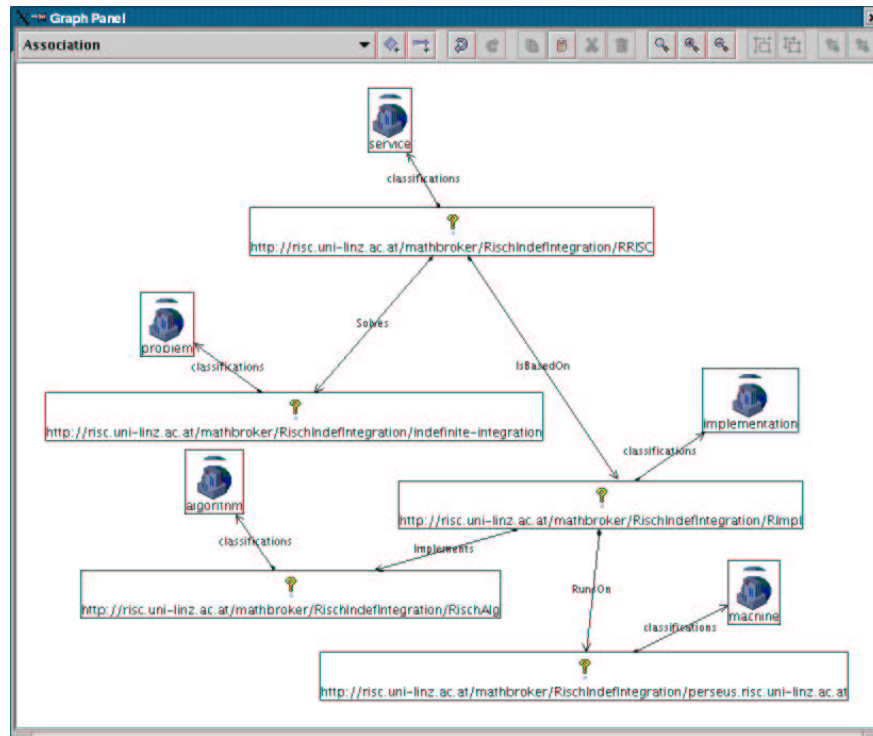 Graph Panel
Association
service
classifications
http://risc.uni-linz.ac.at/mathbroker/RischIndefIntegration/RRISC
Solves
problem
classifications
IsBasedOn
http://risc.uni-linz.ac.at/mathbroker/RischIndefIntegration/indefinite-integration
implementation
classifications
algorithm
http://risc.uni-linz.ac.at/mathbroker/RischIndefIntegration/RImpl
classifications
Implements
http://risc.uni-linz.ac.at/mathbroker/RischIndefIntegration/RischAlg
RunsOn
machine
classifications
http://risc.uni-linz.ac.at/mathbroker/RischIndefIntegration/perseus.risc.uni-linz.ac.at